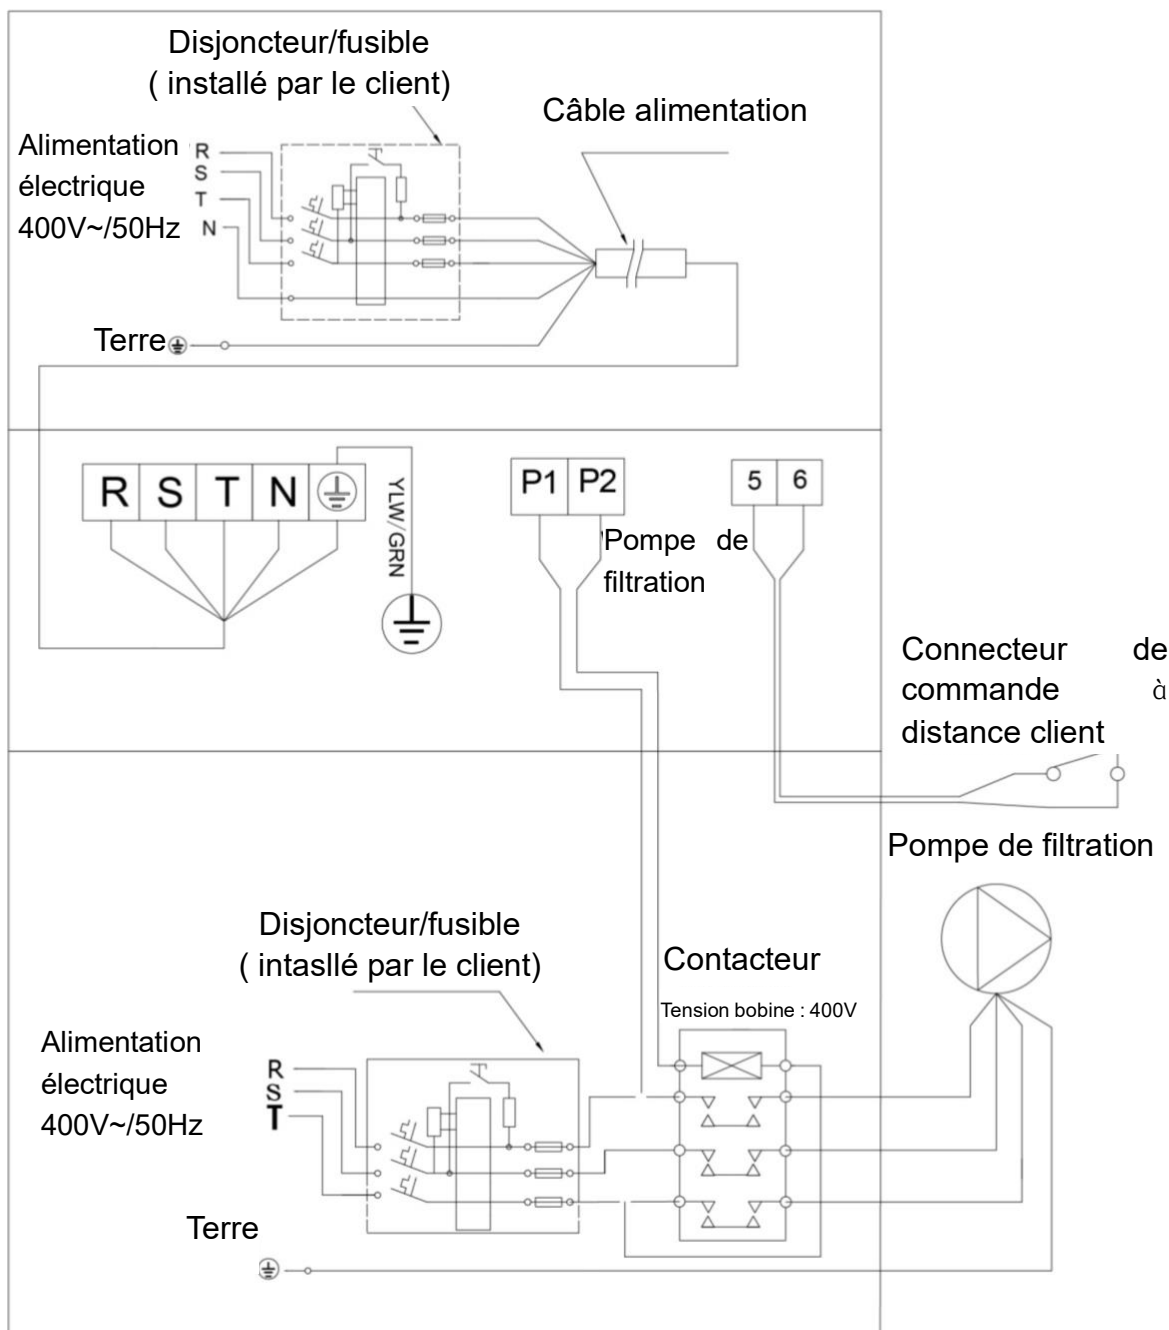 Disjoncteur/fusible
( installé par le client)
Câble alimentation
Alimentation
électrique
400V~/50Hz
R
S
T
N
Terre
R S T N
YLW/GRN
P1 P2
5 6
Pompe de
filtration
Connecteur de
commande à
distance client
Pompe de filtration
Disjoncteur/fusible
( intasllé par le client)
Contacteur
Tension bobine : 400V
Alimentation
électrique
400V~/50Hz
R
S
T
Terre